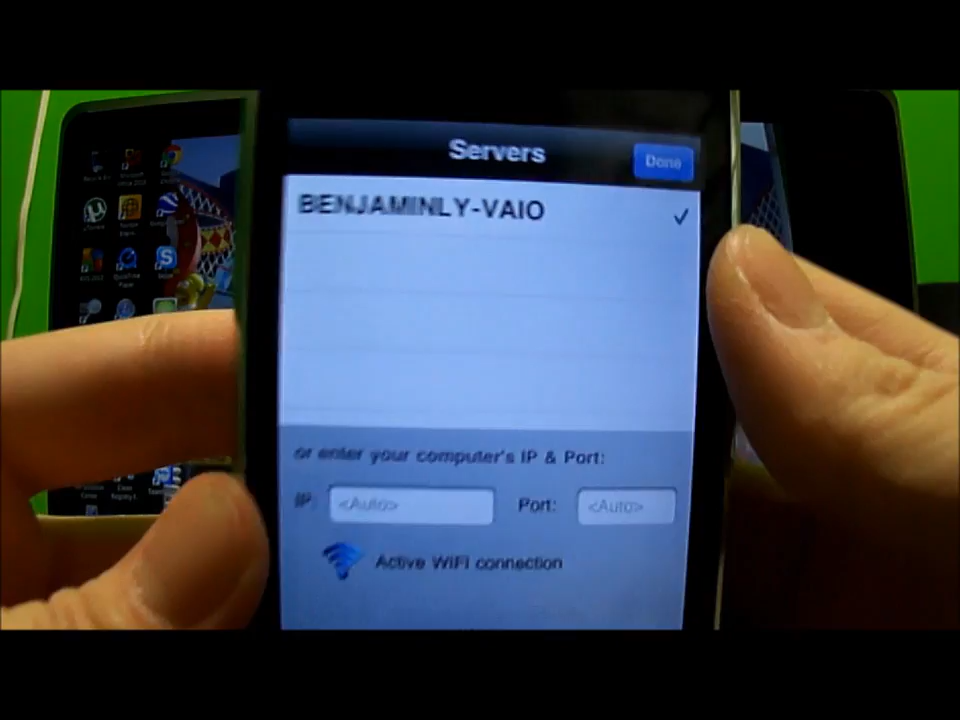 Servers
Done
BENJAMINLY-VAIO
or enter your computer's IP & Port:
IP: <Auto> Port: <Auto>
Active WiFi connection